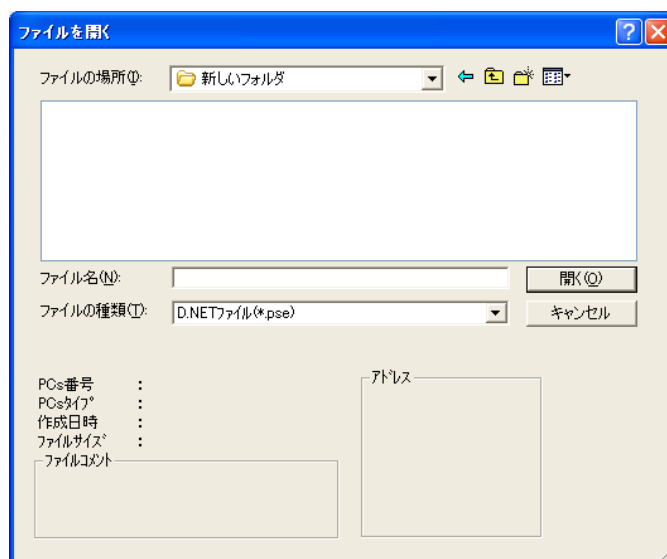 ファイルを開く
ファイルの場所(I):
新しいフォルダ
ファイル名(N):
開く(O)
ファイルの種類(T):
D.NETファイル(*.pse)
キャンセル
PCs番号 :
PCsﾀｲﾌﾟ :
作成日時 :
ﾌｧｲﾙｻｲｽﾞ :
ﾌｧｲﾙｺﾒﾝﾄ
ｱﾄﾞﾚｽ